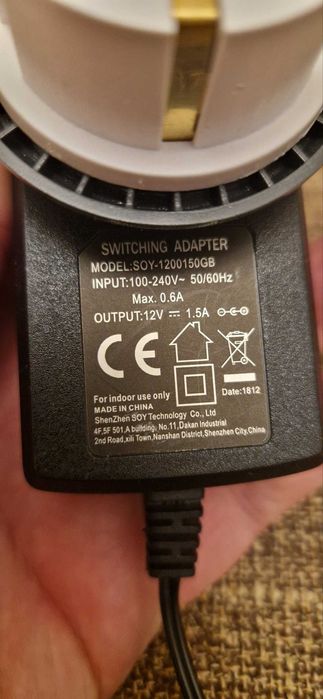 SWITCHING ADAPTER
MODEL:SOY-1200150GB
INPUT:100-240V~ 50/60Hz
Max. 0.6A
OUTPUT:12V ⎓ 1.5A
CE
For indoor use only
Date:1812
MADE IN CHINA
ShenZhen SOY Technology Co., Ltd
4F,5F 501,A building, No.11, Dakan Industrial
2nd Road,xili Town,Nanshan District,Shenzhen City,China